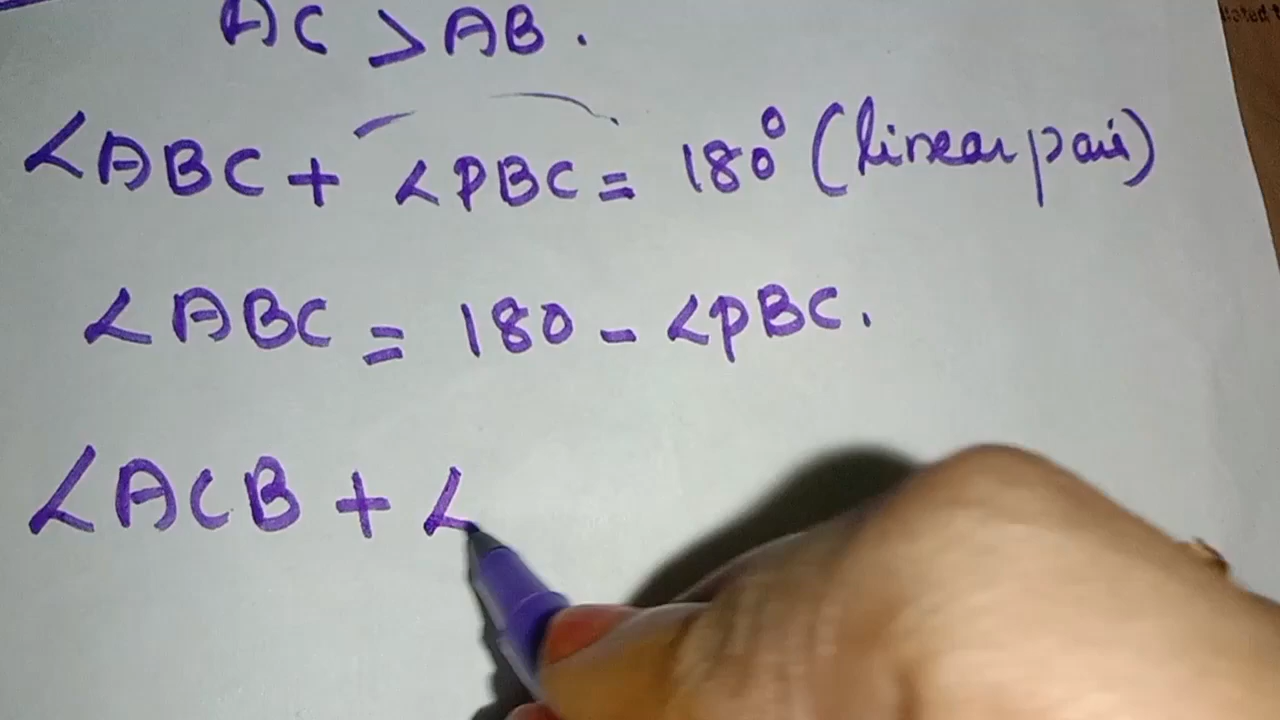 AC > AB.
∠ABC + ∠PBC = 180° (linear pair)
∠ABC = 180 - ∠PBC.
∠ACB + ∠